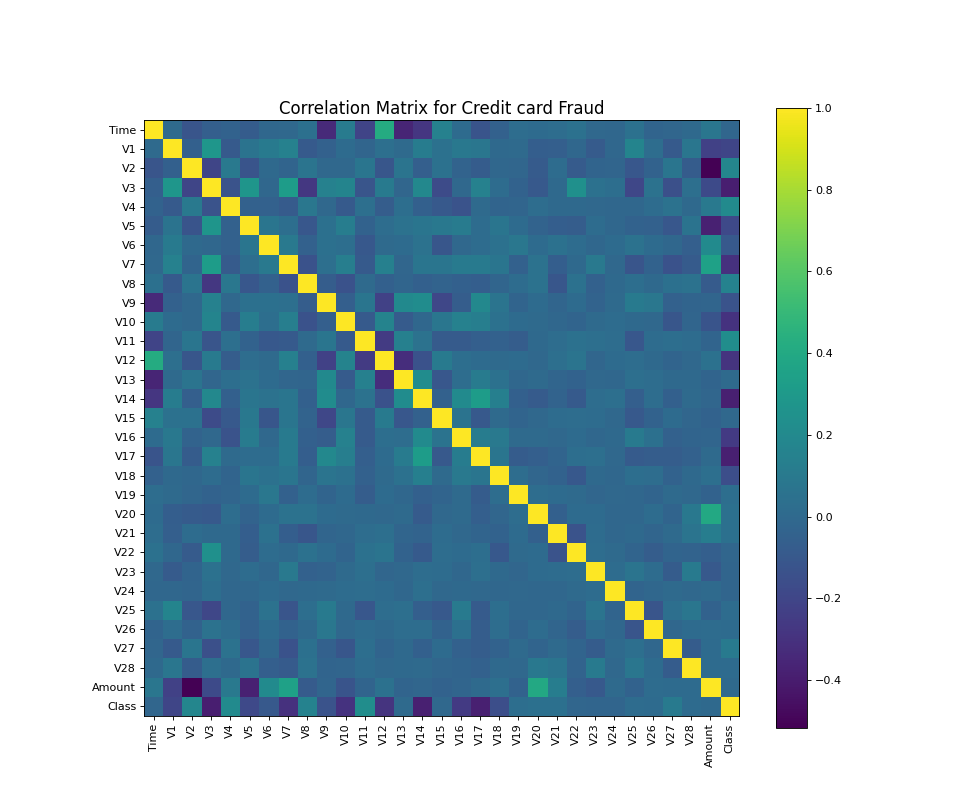 Correlation Matrix for Credit card Fraud
Time
V1
V2
V3
V4
V5
V6
V7
V8
V9
V10
V11
V12
V13
V14
V15
V16
V17
V18
V19
V20
V21
V22
V23
V24
V25
V26
V27
V28
Amount
Class
Time
V1
V2
V3
V4
V5
V6
V7
V8
V9
V10
V11
V12
V13
V14
V15
V16
V17
V18
V19
V20
V21
V22
V23
V24
V25
V26
V27
V28
Amount
Class
1.0
0.8
0.6
0.4
0.2
0.0
−0.2
−0.4